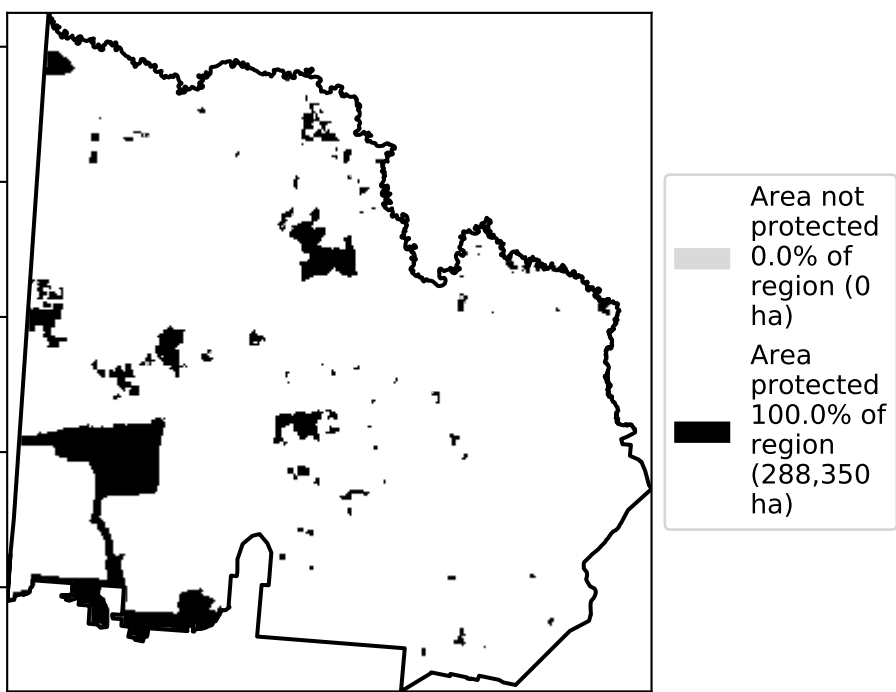 Area not
protected
0.0% of
region (0
ha)
Area
protected
100.0% of
region
(288,350
ha)